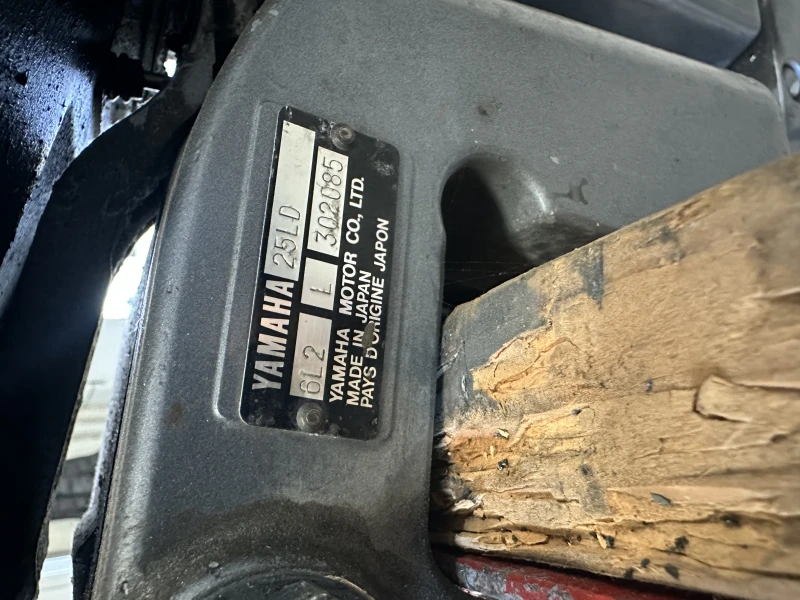 YAMAHA 25LD
6L2 L 302085
YAMAHA MOTOR CO., LTD.
MADE IN JAPAN
PAYS D'ORIGINE JAPON